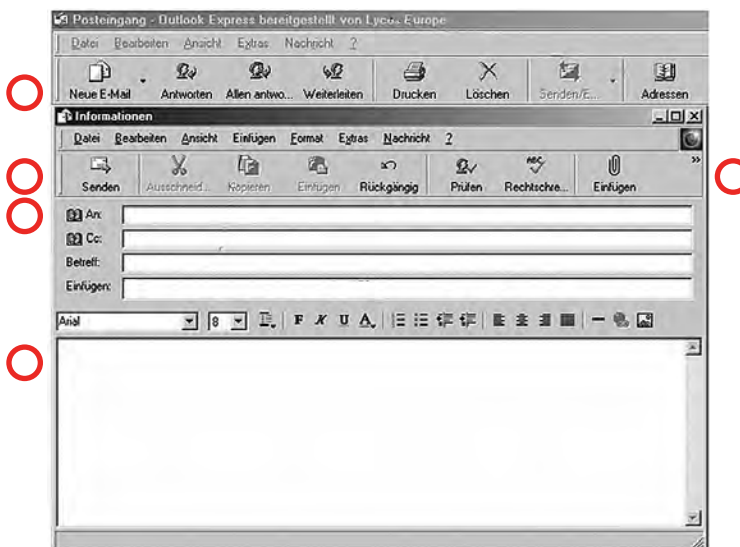 Posteingang - Outlook Express bereitgestellt von Lycos Europe
Datei Bearbeiten Ansicht Extras Nachricht ?
Neue E-Mail Antworten Allen antwo... Weiterleiten Drucken Löschen Senden/E... Adressen
Informationen
Datei Bearbeiten Ansicht Einfügen Format Extras Nachricht ?
Senden Ausschneid... Kopieren Einfügen Rückgängig Prüfen Rechtschre... Einfügen
An:
Cc:
Betreff:
Einfügen:
Arial 8 F K U A